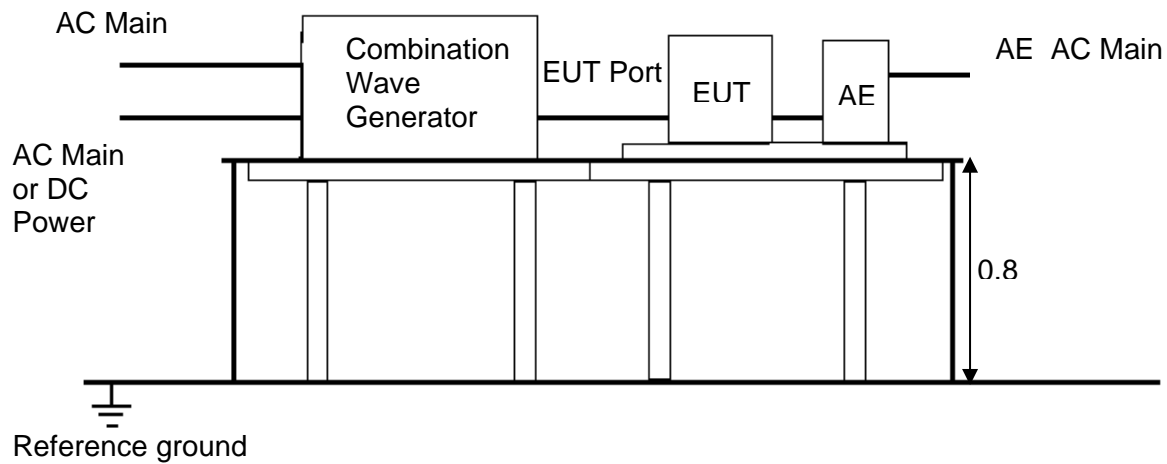 AC Main
Combination
Wave
Generator
EUT Port
EUT
AE
AE AC Main
AC Main
or DC
Power
0.8
Reference ground